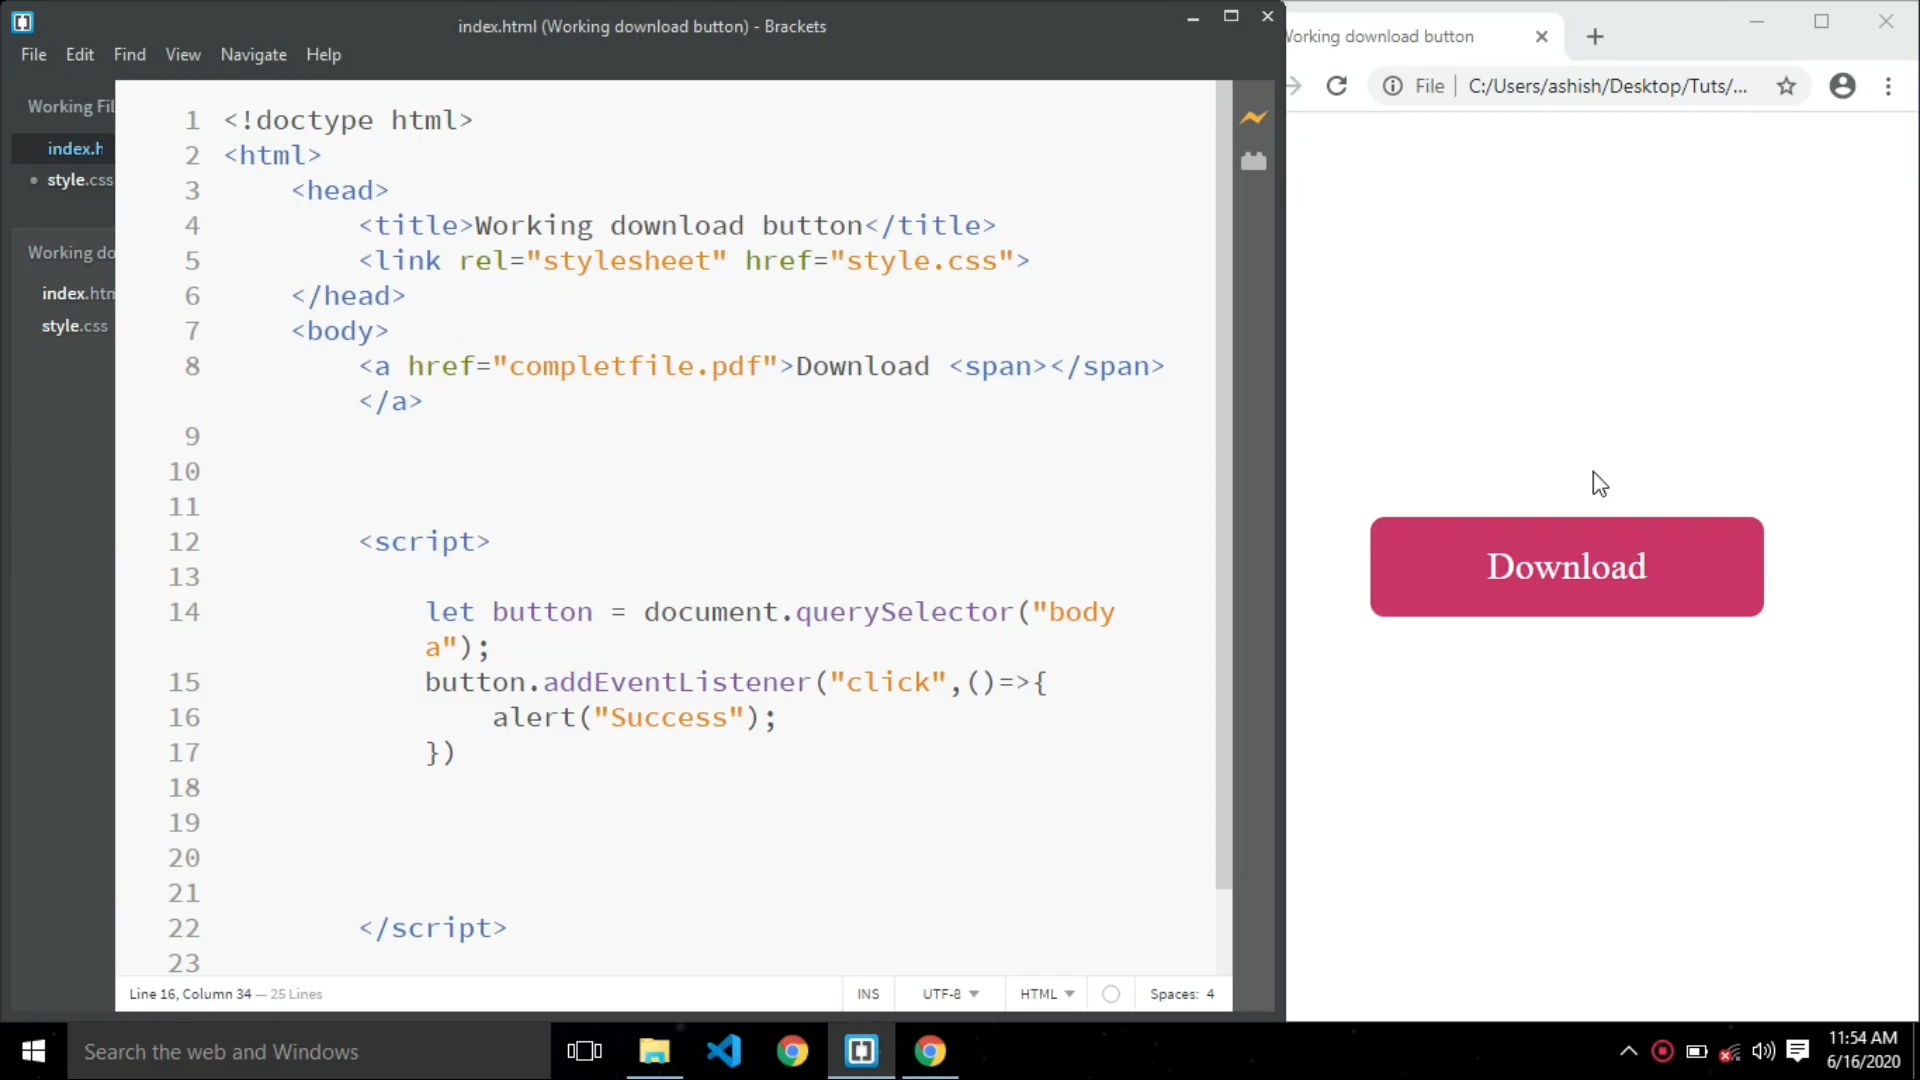 index.html (Working download button) - Brackets
File Edit Find View Navigate Help
Working Fil
index.h
style.css
Working do
index.htm
style.css
1 <!doctype html>
2 <html>
3 <head>
4 <title>Working download button</title>
5 <link rel="stylesheet" href="style.css">
6 </head>
7 <body>
8 <a href="completfile.pdf">Download <span></span>
</a>
9
10
11
12 <script>
13
14 let button = document.querySelector("body
a");
15 button.addEventListener("click",()=>{
16 alert("Success");
17 })
18
19
20
21
22 </script>
23
Line 16, Column 34 — 25 Lines
INS UTF-8 HTML Spaces: 4
Working download button
File C:/Users/ashish/Desktop/Tuts/...
Download
Search the web and Windows
11:54 AM
6/16/2020